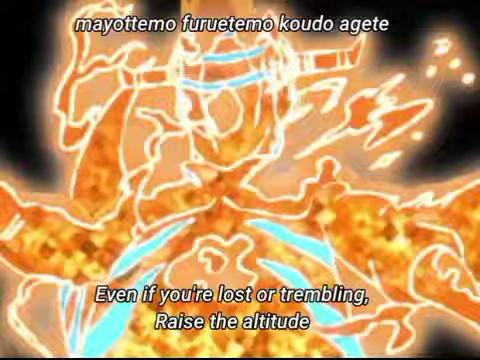 mayottemo furuetemo koudo agete
Even if you're lost or trembling,
Raise the altitude